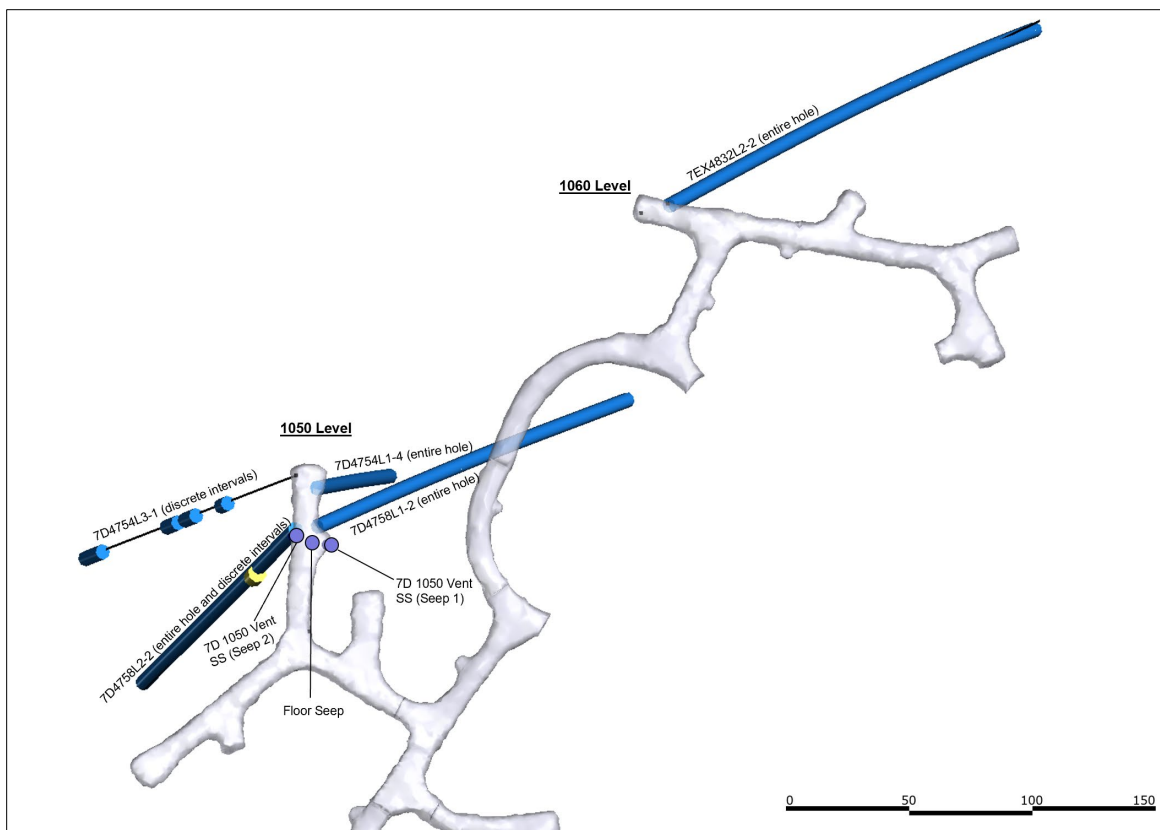 7EX4832L2-2 (entire hole)
1060 Level
1050 Level
7D4754L1-4 (entire hole)
7D4754L3-1 (discrete intervals)
7D4758L1-2 (entire hole)
7D4758L2-2 (entire hole and discrete intervals)
7D 1050 Vent
SS (Seep 1)
7D 1050 Vent
SS (Seep 2)
Floor Seep
0 50 100 150